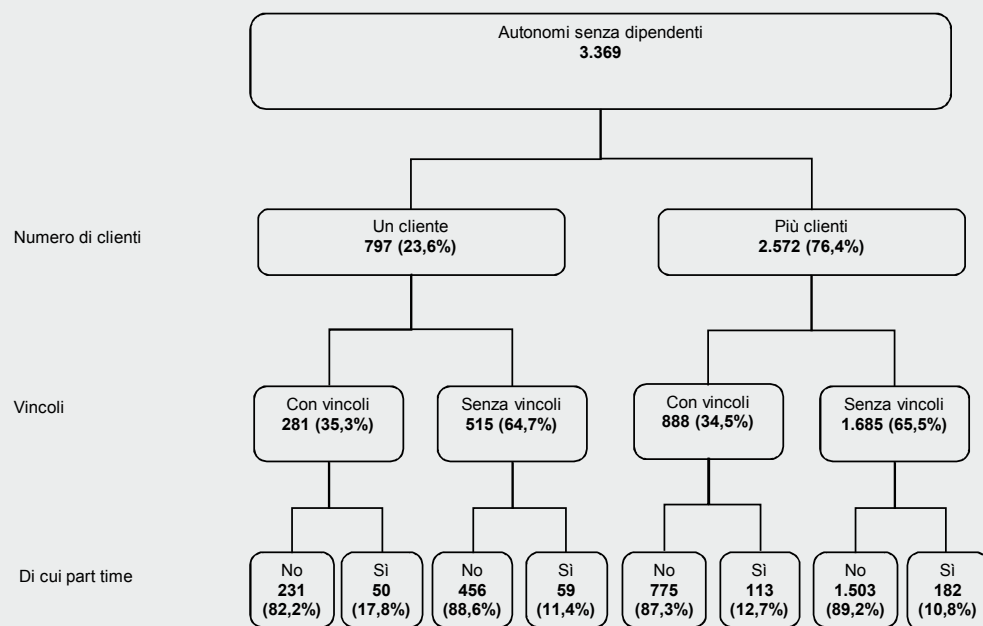 Autonomi senza dipendenti
3.369
Numero di clienti
Un cliente
797 (23,6%)
Più clienti
2.572 (76,4%)
Vincoli
Con vincoli
281 (35,3%)
Senza vincoli
515 (64,7%)
Con vincoli
888 (34,5%)
Senza vincoli
1.685 (65,5%)
Di cui part time
No
231
(82,2%)
Sì
50
(17,8%)
No
456
(88,6%)
Sì
59
(11,4%)
No
775
(87,3%)
Sì
113
(12,7%)
No
1.503
(89,2%)
Sì
182
(10,8%)